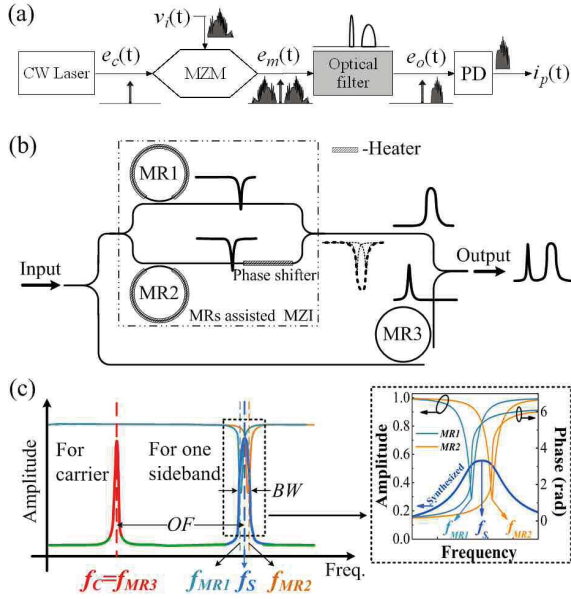 (a)
v_i(t)
e_c(t)
e_m(t)
e_o(t)
CW Laser
MZM
Optical
filter
PD
i_p(t)
(b)
-Heater
MR1
Phase shifter
MR2
MRs assisted MZI
Input
Output
MR3
(c)
For
carrier
For one
sideband
BW
OF
Amplitude
Freq.
f_C=f_MR3
f_MR1 f_S f_MR2
Amplitude
1.0
0.8
0.6
0.4
0.2
0.0
MR1
MR2
Synthesized
f_MR1 f_S f_MR2
Frequency
6
4
2
0
Phase (rad)